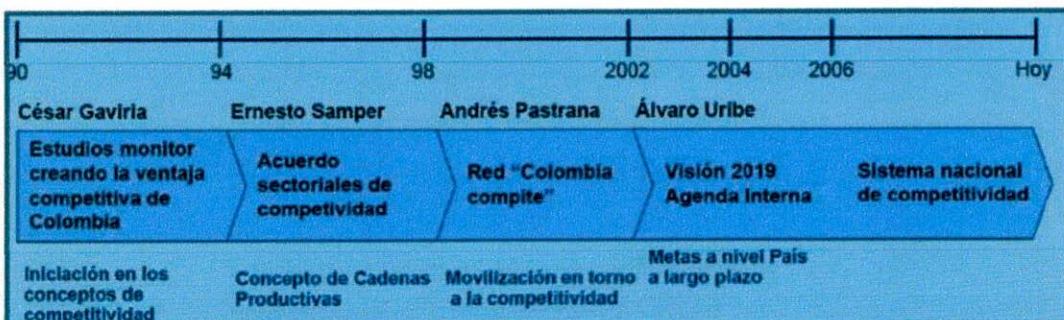 90 94 98 2002 2004 2006 Hoy
César Gaviria
Ernesto Samper
Andrés Pastrana
Álvaro Uribe
Estudios monitor
creando la ventaja
competitiva de
Colombia
Acuerdo
sectoriales de
competividad
Red "Colombia
compite"
Visión 2019
Agenda Interna
Sistema nacional
de competitividad
Iniciación en los
conceptos de
competitividad
Concepto de Cadenas
Productivas
Movilización en torno
a la competitividad
Metas a nivel País
a largo plazo